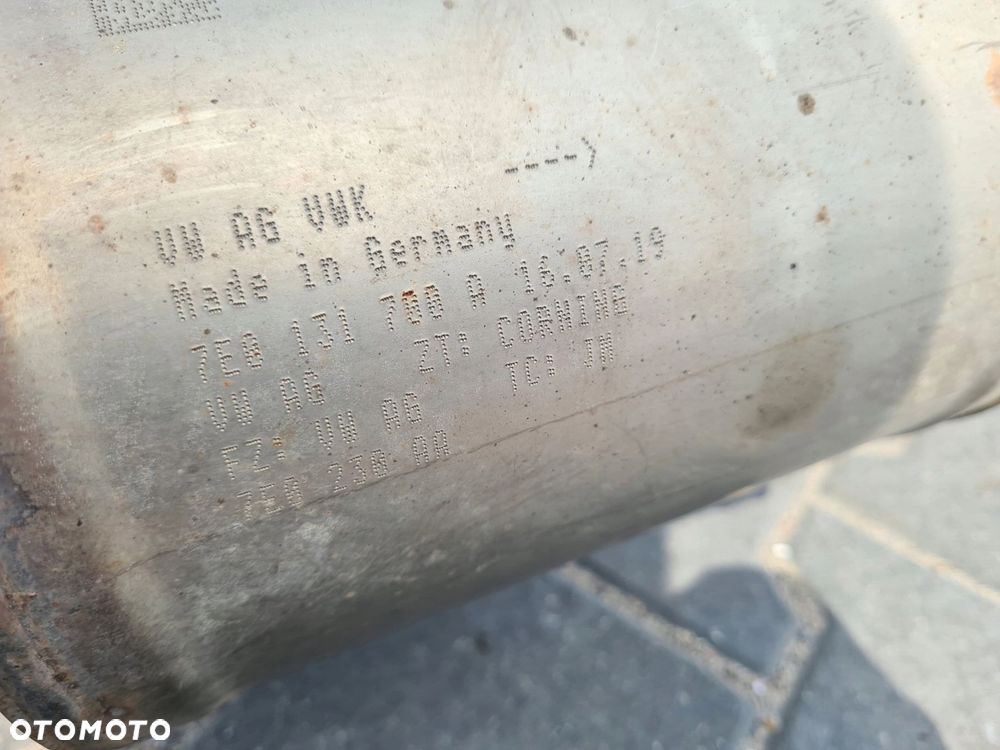 VW AG VWK ---->
Made in Germany
7E0 131 700 A 16.07.19
VW AG ZT: CORNING
FZ: VW AG TC: JM
7E0 230 AA
OTOMOTO